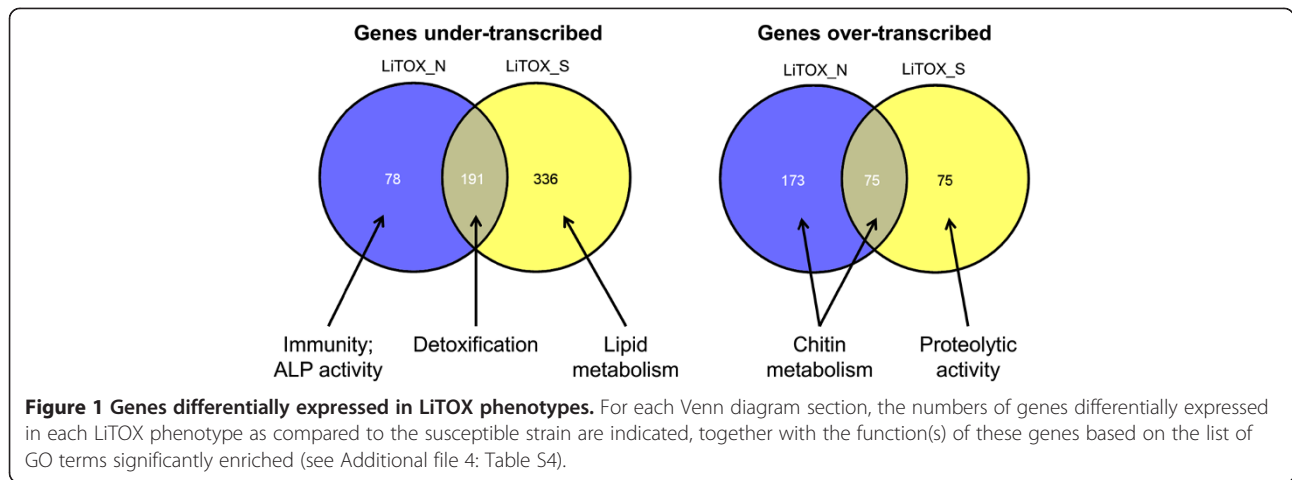 Genes under-transcribed
Genes over-transcribed
LiTOX_N
LiTOX_S
LiTOX_N
LiTOX_S
78
191
336
173
75
75
Immunity;
ALP activity
Detoxification
Lipid
metabolism
Chitin
metabolism
Proteolytic
activity
Figure 1 Genes differentially expressed in LiTOX phenotypes. For each Venn diagram section, the numbers of genes differentially expressed
in each LiTOX phenotype as compared to the susceptible strain are indicated, together with the function(s) of these genes based on the list of
GO terms significantly enriched (see Additional file 4: Table S4).